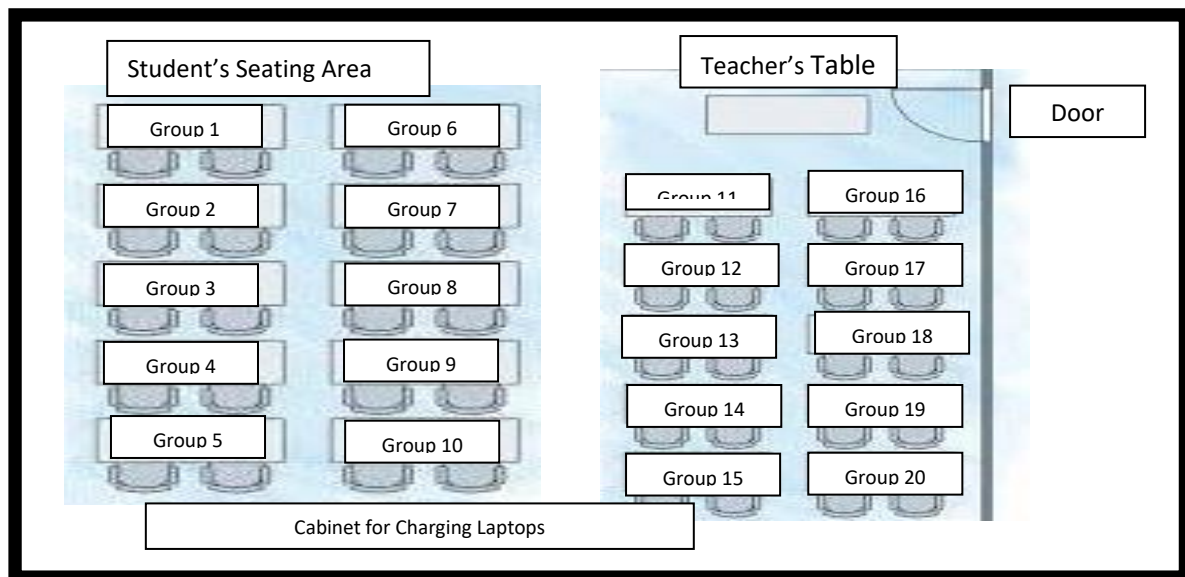 Student's Seating Area
Teacher's Table
Door
Group 1
Group 6
Group 2
Group 7
Group 3
Group 8
Group 4
Group 9
Group 5
Group 10
Group 11
Group 16
Group 12
Group 17
Group 13
Group 18
Group 14
Group 19
Group 15
Group 20
Cabinet for Charging Laptops